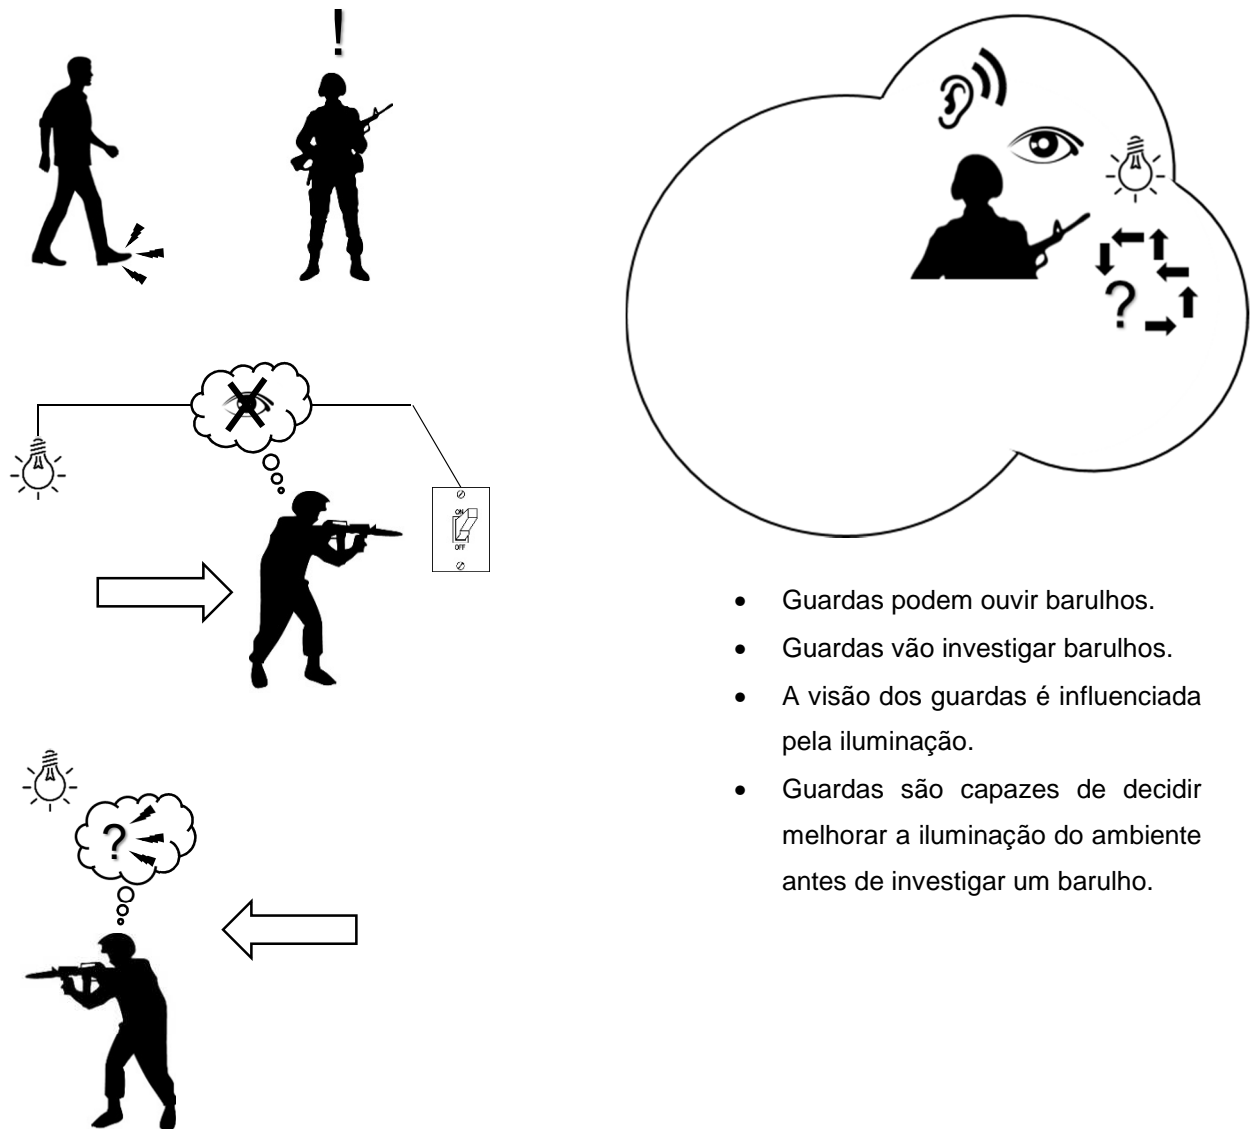 !
?
X
ON
OFF
?
• Guardas podem ouvir barulhos.
• Guardas vão investigar barulhos.
• A visão dos guardas é influenciada
pela iluminação.
• Guardas são capazes de decidir
melhorar a iluminação do ambiente
antes de investigar um barulho.